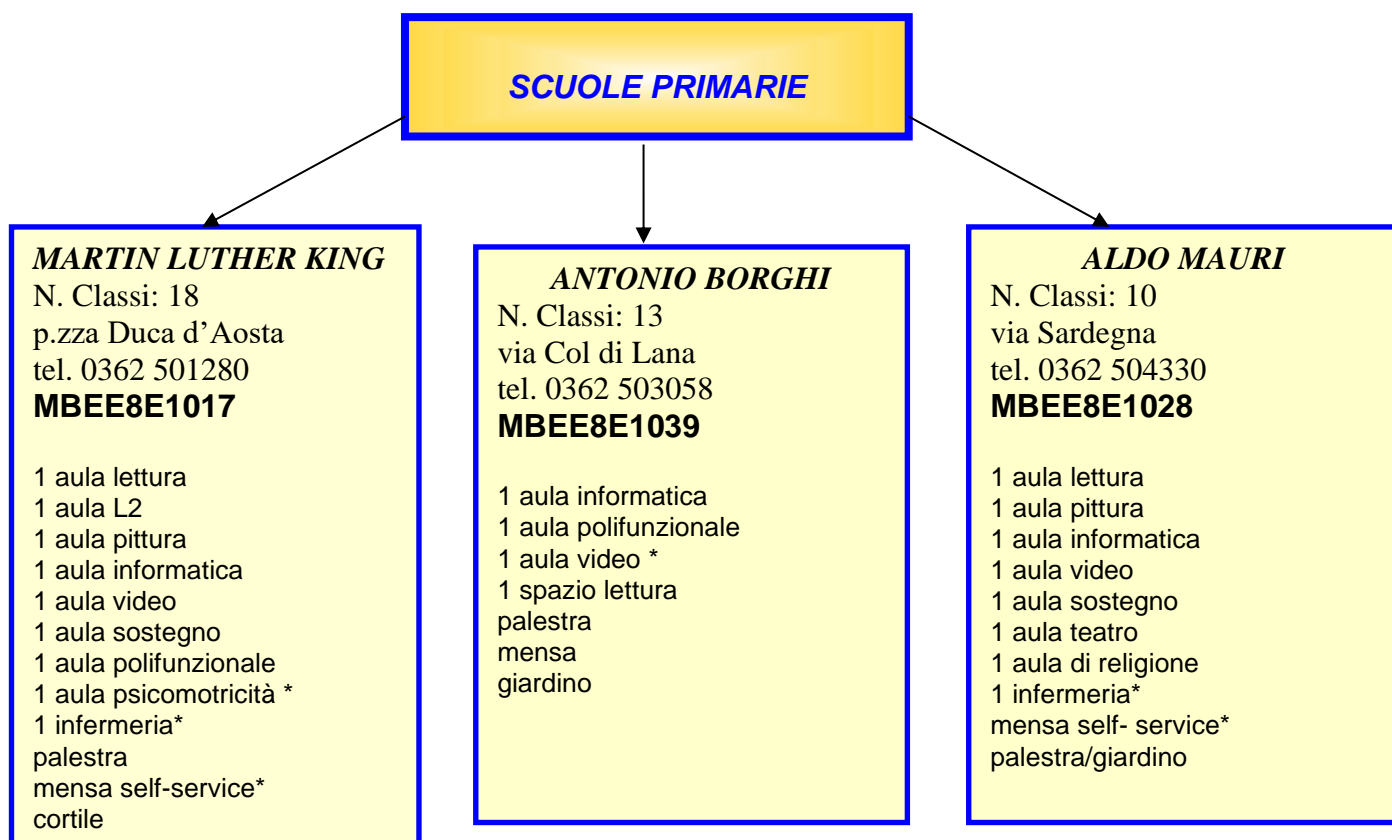 SCUOLE PRIMARIE
MARTIN LUTHER KING
N. Classi: 18
p.zza Duca d’Aosta
tel. 0362 501280
MBEE8E1017
1 aula lettura
1 aula L2
1 aula pittura
1 aula informatica
1 aula video
1 aula sostegno
1 aula polifunzionale
1 aula psicomotricità *
1 infermeria*
palestra
mensa self-service*
cortile
ANTONIO BORGHI
N. Classi: 13
via Col di Lana
tel. 0362 503058
MBEE8E1039
1 aula informatica
1 aula polifunzionale
1 aula video *
1 spazio lettura
palestra
mensa
giardino
ALDO MAURI
N. Classi: 10
via Sardegna
tel. 0362 504330
MBEE8E1028
1 aula lettura
1 aula pittura
1 aula informatica
1 aula video
1 aula sostegno
1 aula teatro
1 aula di religione
1 infermeria*
mensa self- service*
palestra/giardino